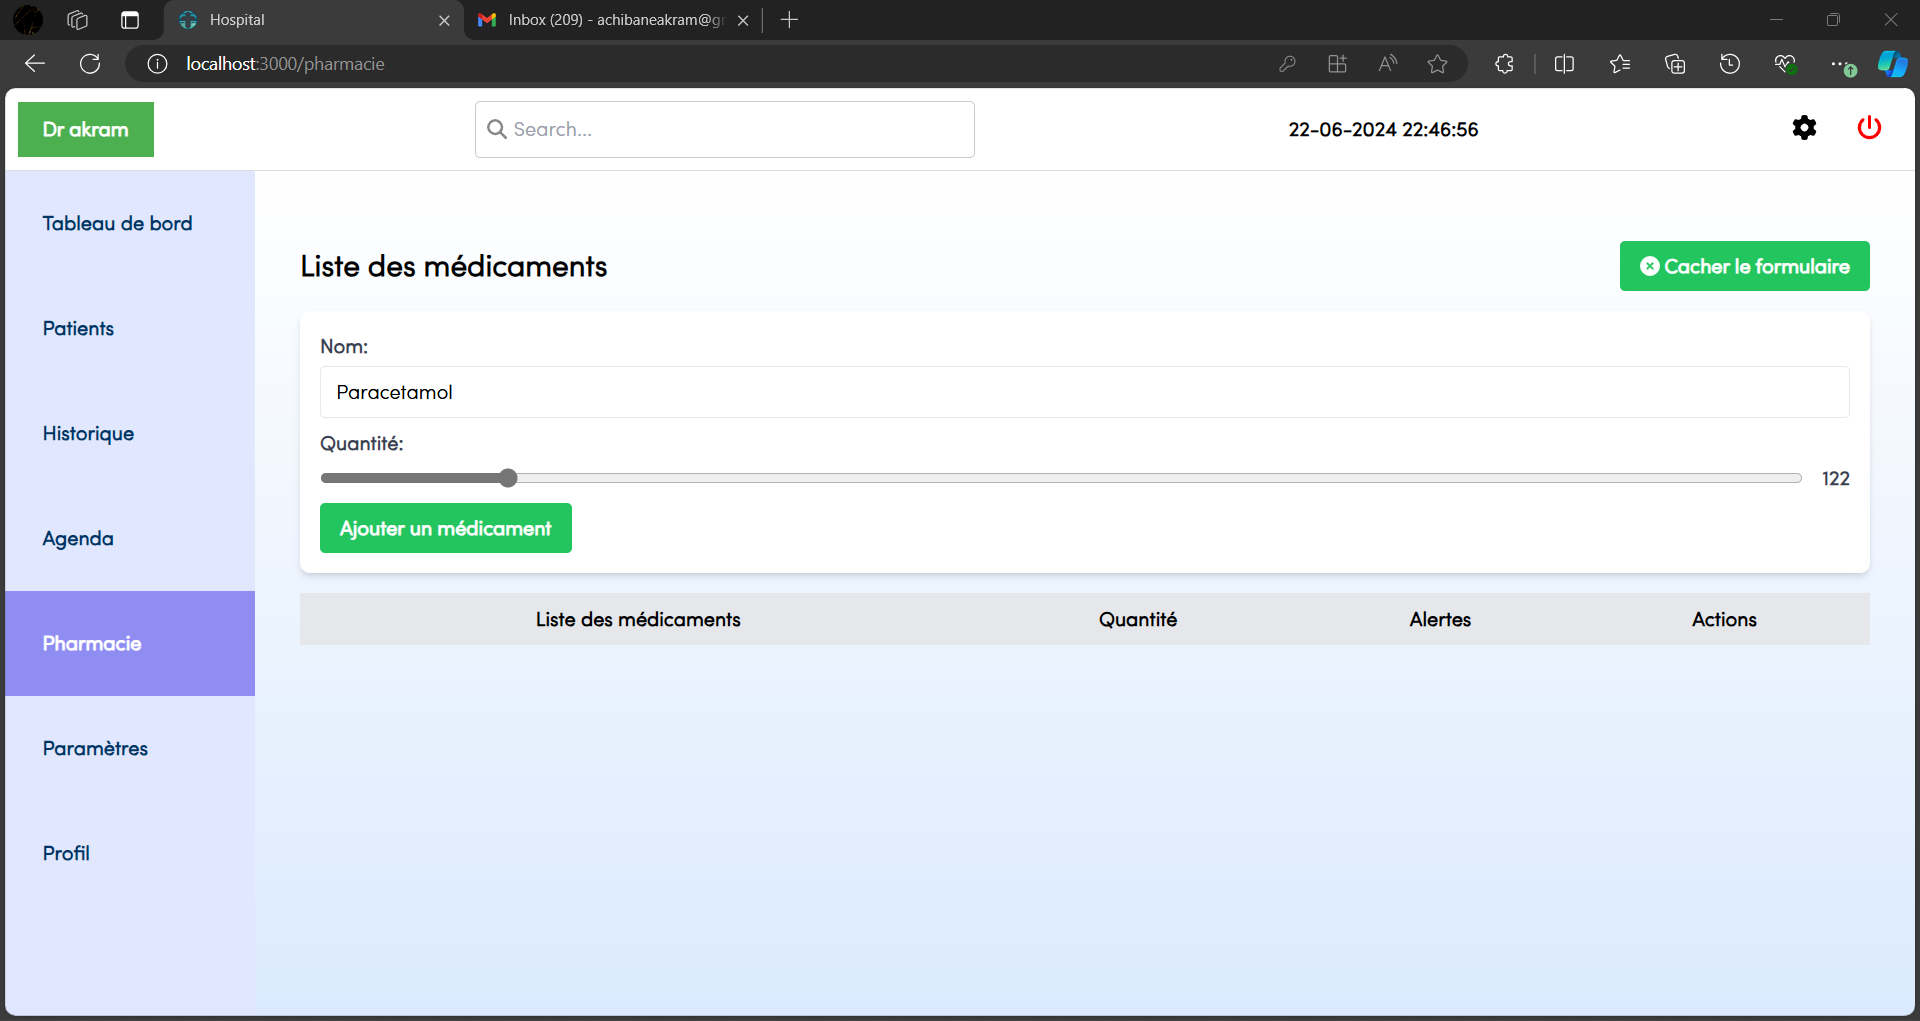 Hospital
Inbox (209) - achibaneakram@gr
localhost:3000/pharmacie
Dr akram
Search...
22-06-2024 22:46:56
Tableau de bord
Patients
Historique
Agenda
Pharmacie
Paramètres
Profil
Liste des médicaments
Cacher le formulaire
Nom:
Paracetamol
Quantité:
122
Ajouter un médicament
Liste des médicaments Quantité Alertes Actions